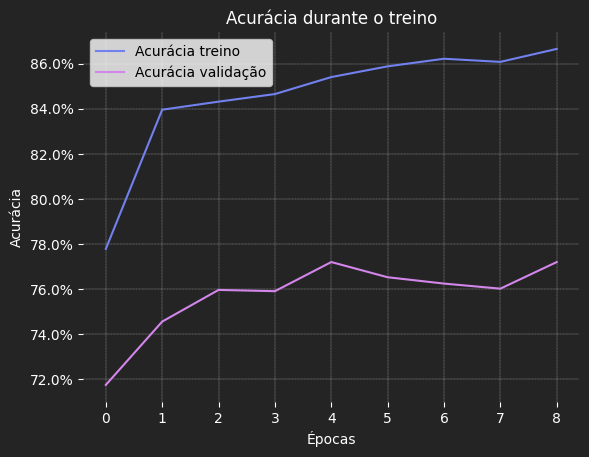 Acurácia durante o treino
Acurácia treino
Acurácia validação
Acurácia
86.0%
84.0%
82.0%
80.0%
78.0%
76.0%
74.0%
72.0%
0 1 2 3 4 5 6 7 8
Épocas